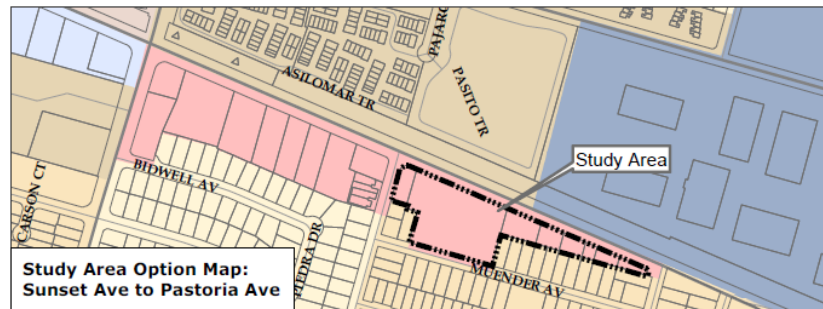 PAJARO
ASILOMAR TR
PASITO TR
Study Area
BIDWELL AV
CARSON CT
PIEDRA DR
MUENDER AV
Study Area Option Map:
Sunset Ave to Pastoria Ave